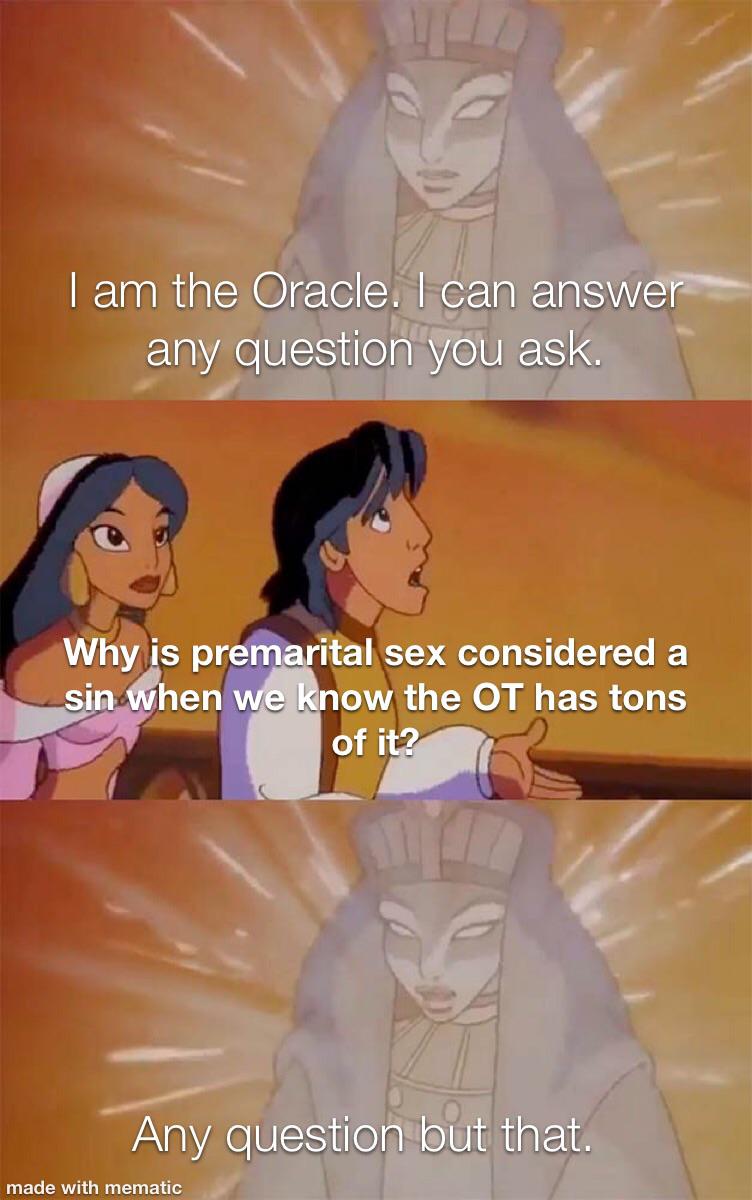 I am the Oracle. I can answer
any question you ask.
Why is premarital sex considered a
sin when we know the OT has tons
of it?
Any question but that.
made with mematic